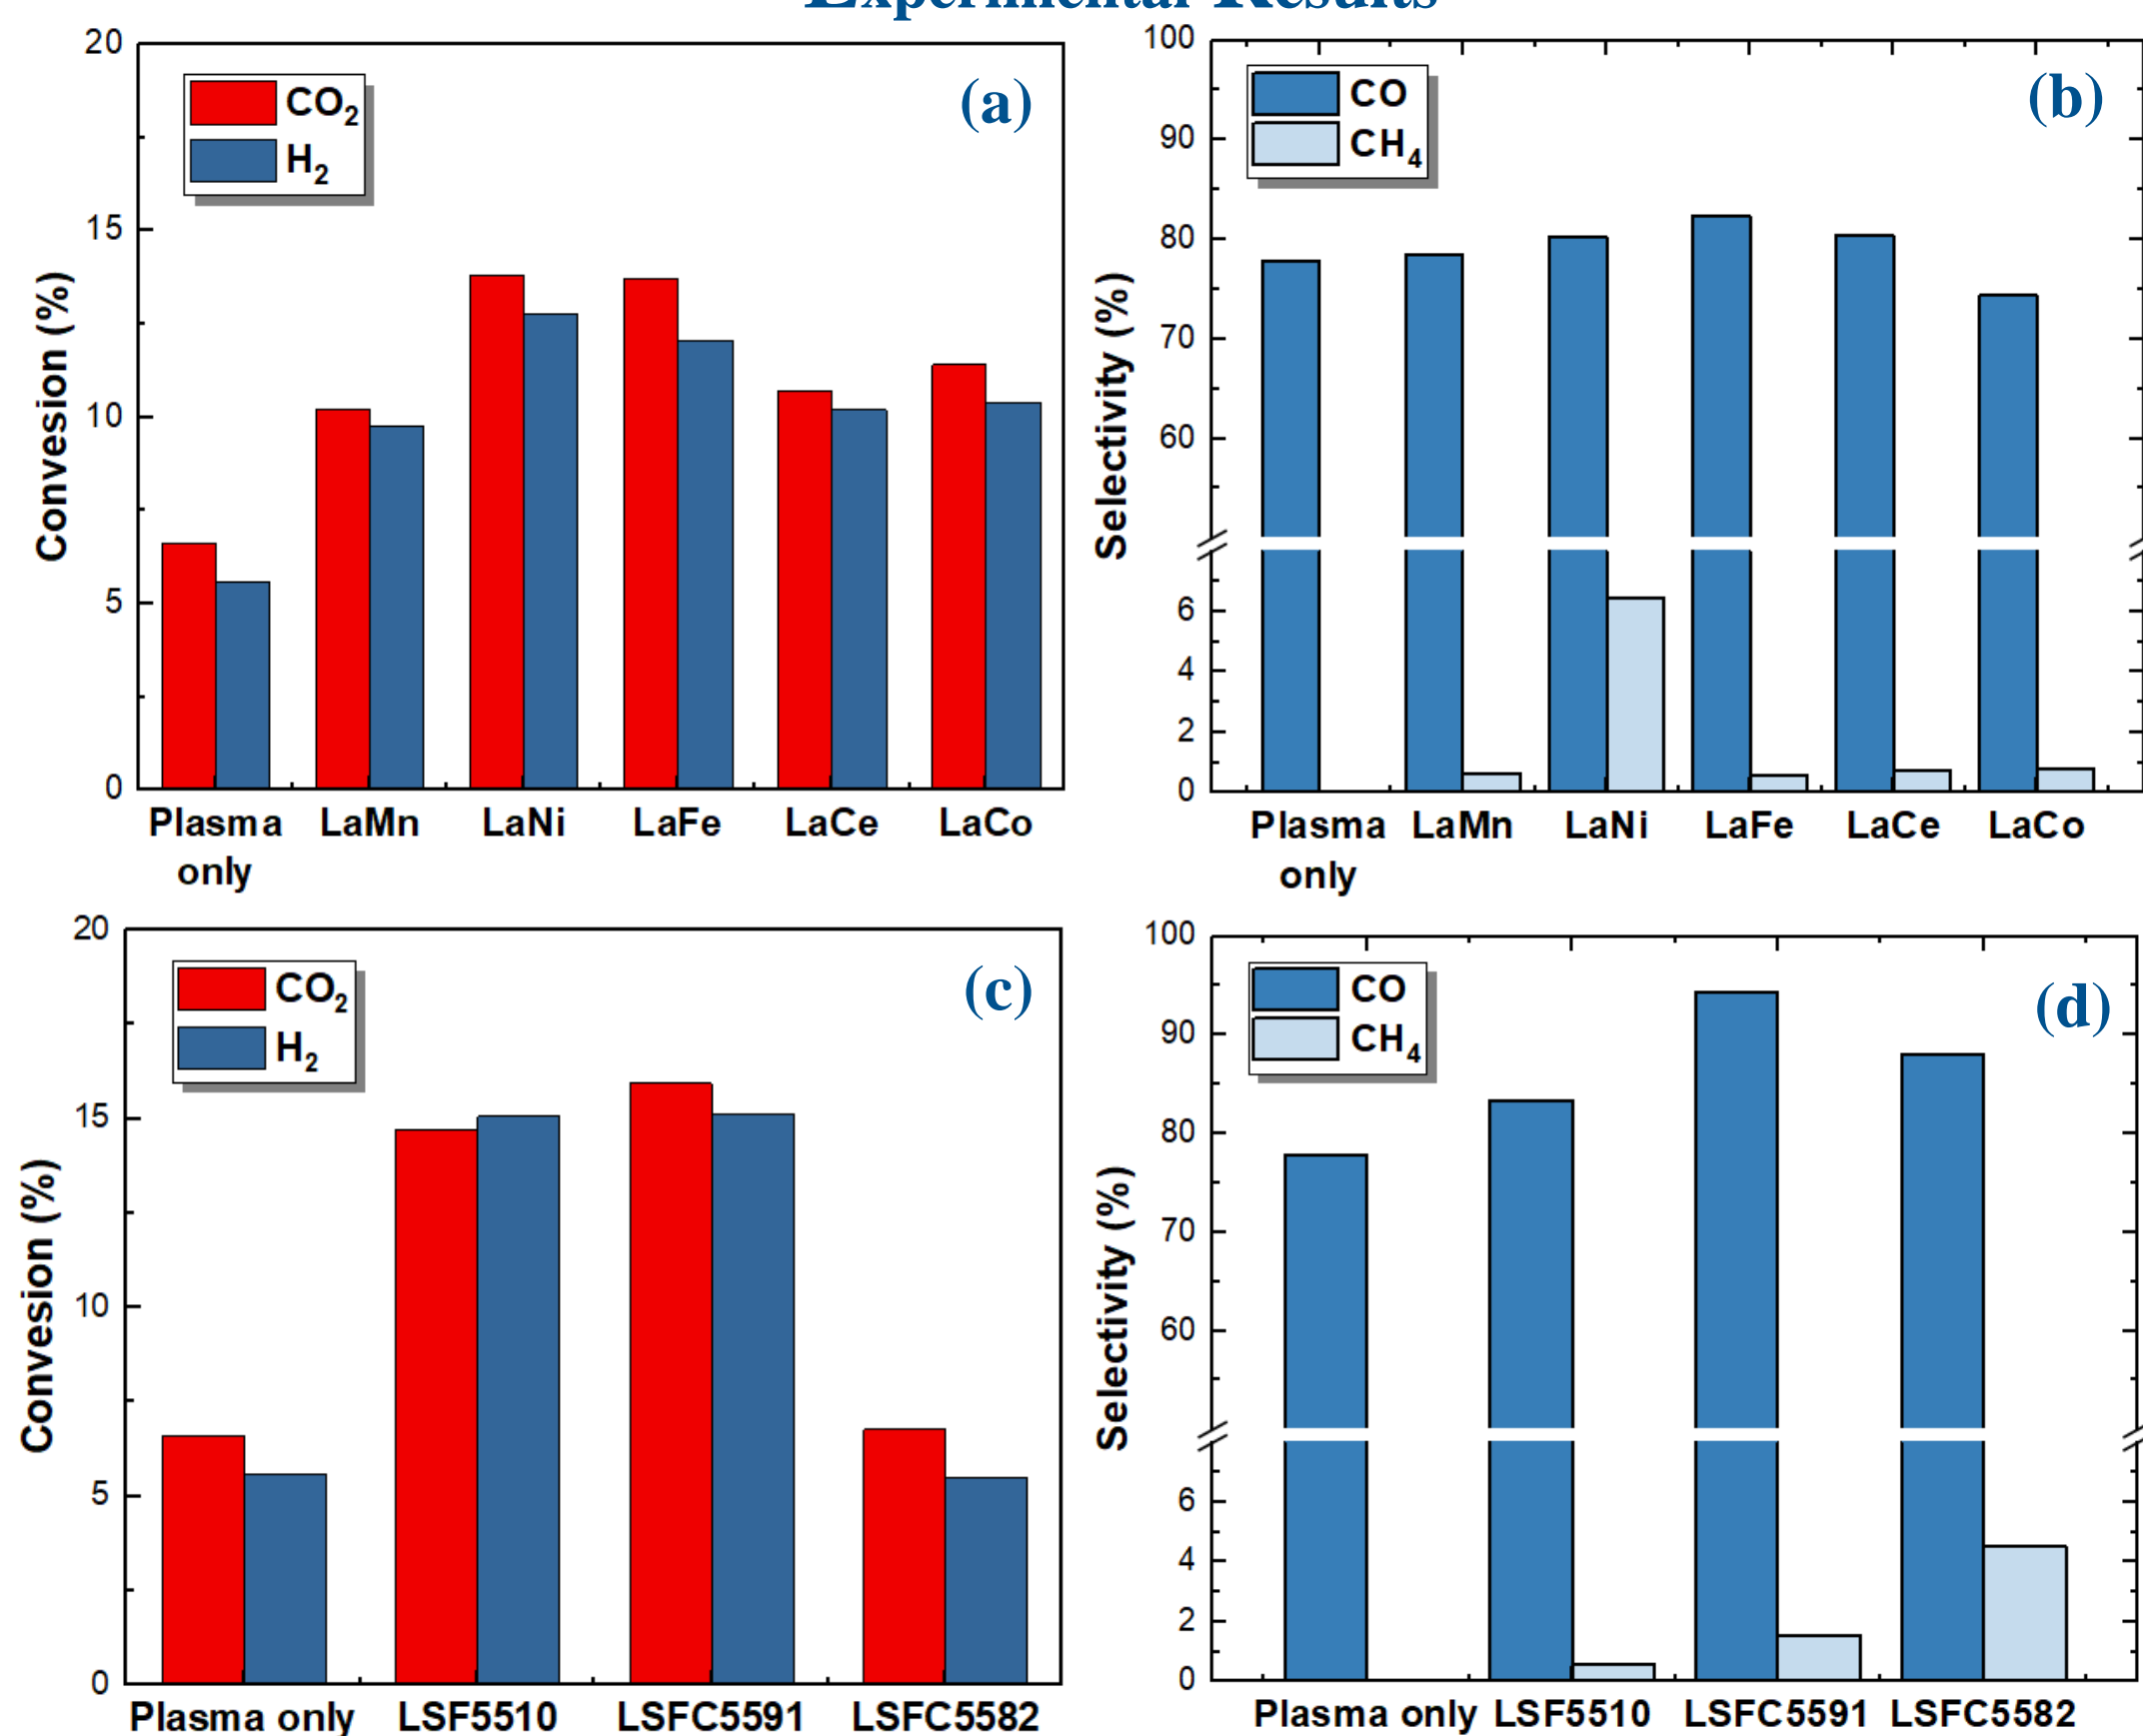 Experimental Results
20
15
10
5
0
Convesion (%)
CO₂
H₂
(a)
Plasma only
LaMn
LaNi
LaFe
LaCe
LaCo
100
90
80
70
60
6
4
2
0
Selectivity (%)
CO
CH₄
(b)
Plasma only
LaMn
LaNi
LaFe
LaCe
LaCo
20
15
10
5
0
Convesion (%)
CO₂
H₂
(c)
Plasma only
LSF5510
LSFC5591
LSFC5582
100
90
80
70
60
6
4
2
0
Selectivity (%)
CO
CH₄
(d)
Plasma only
LSF5510
LSFC5591
LSFC5582